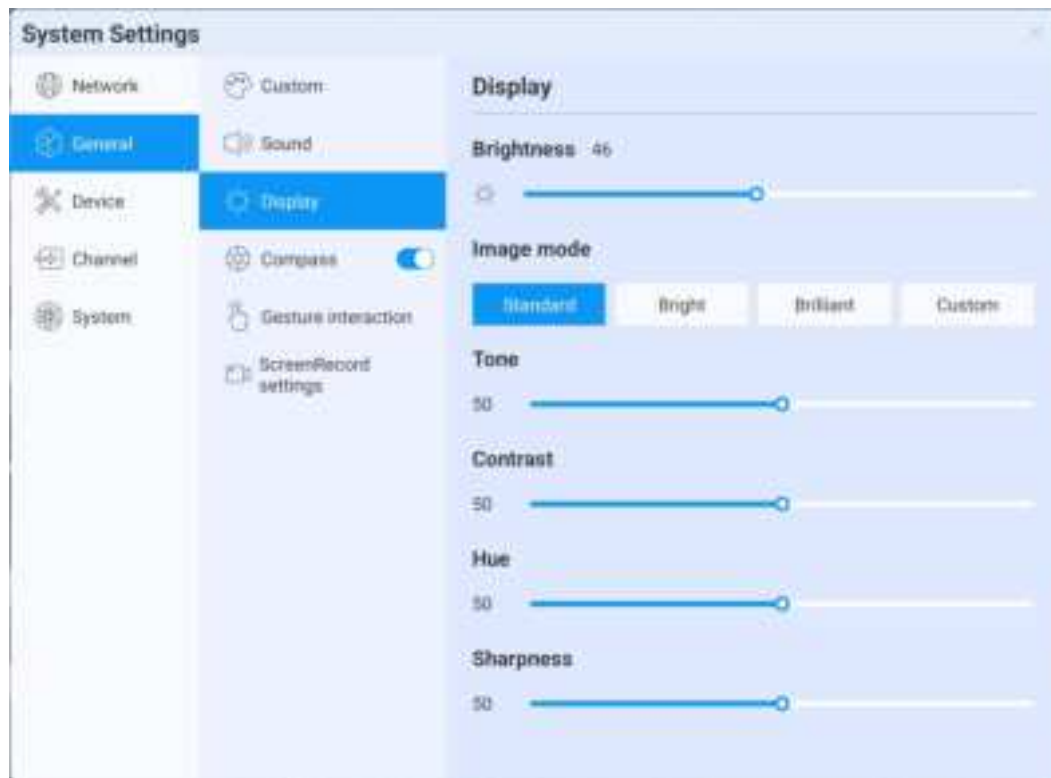 System Settings
Network
General
Device
Channel
System
Custom
Sound
Display
Compass
Gesture interaction
ScreenRecord
settings
Display
Brightness 46
Image mode
Standard Bright Brilliant Custom
Tone
50
Contrast
50
Hue
50
Sharpness
50